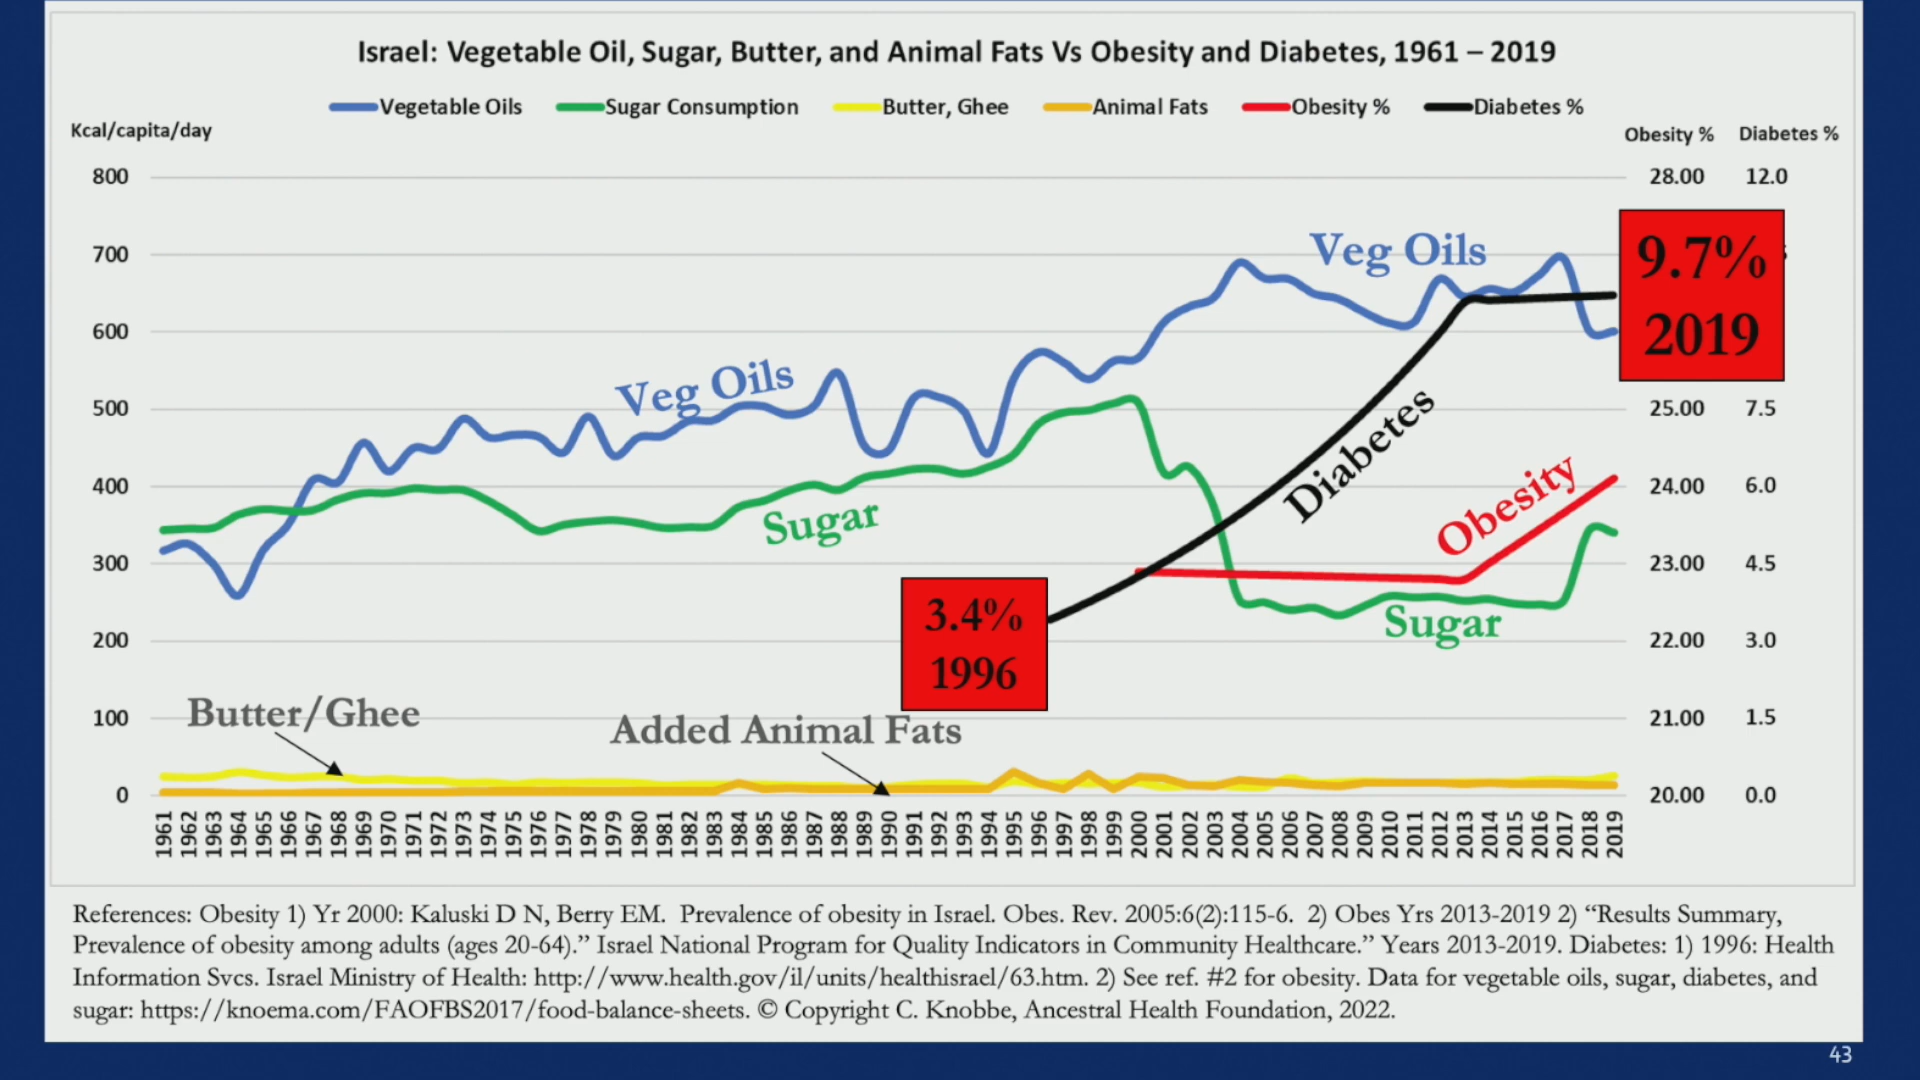 Israel: Vegetable Oil, Sugar, Butter, and Animal Fats Vs Obesity and Diabetes, 1961 – 2019
Vegetable Oils Sugar Consumption Butter, Ghee Animal Fats Obesity % Diabetes %
Kcal/capita/day
Obesity % Diabetes %
800 28.00 12.0
700
600
500 25.00 7.5
400 24.00 6.0
300 23.00 4.5
200 22.00 3.0
100 21.00 1.5
0 20.00 0.0
Veg Oils
9.7%
2019
Veg Oils
Diabetes
Obesity
Sugar
3.4%
1996
Sugar
Butter/Ghee
Added Animal Fats
1961 1962 1963 1964 1965 1966 1967 1968 1969 1970 1971 1972 1973 1974 1975 1976 1977 1978 1979 1980 1981 1982 1983 1984 1985 1986 1987 1988 1989 1990 1991 1992 1993 1994 1995 1996 1997 1998 1999 2000 2001 2002 2003 2004 2005 2006 2007 2008 2009 2010 2011 2012 2013 2014 2015 2016 2017 2018 2019
References: Obesity 1) Yr 2000: Kaluski D N, Berry EM. Prevalence of obesity in Israel. Obes. Rev. 2005:6(2):115-6. 2) Obes Yrs 2013-2019 2) “Results Summary,
Prevalence of obesity among adults (ages 20-64).” Israel National Program for Quality Indicators in Community Healthcare.” Years 2013-2019. Diabetes: 1) 1996: Health
Information Svcs. Israel Ministry of Health: http://www.health.gov/il/units/healthisrael/63.htm. 2) See ref. #2 for obesity. Data for vegetable oils, sugar, diabetes, and
sugar: https://knoema.com/FAOFBS2017/food-balance-sheets. © Copyright C. Knobbe, Ancestral Health Foundation, 2022.
43